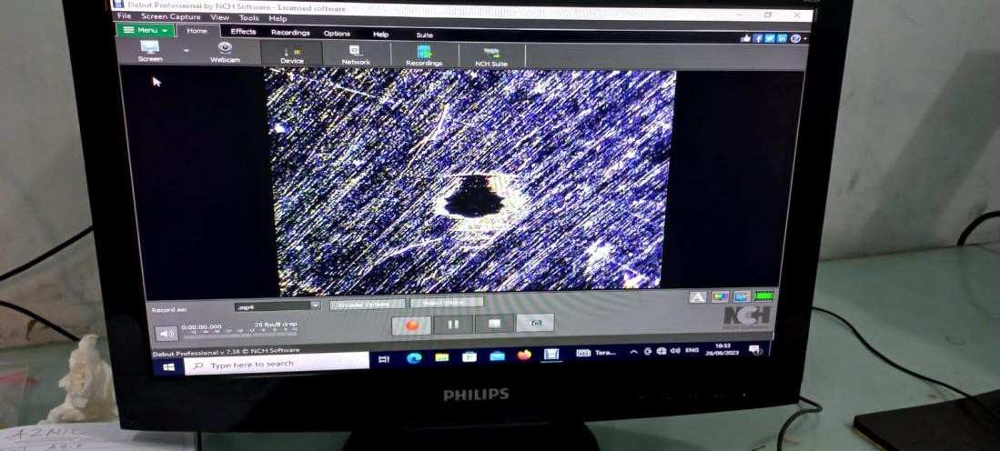 Debut Professional by NCH Software - Licensed software
File Screen Capture View Tools Help
Menu Home Effects Recordings Options Help Suite
Screen Webcam Device Network Recordings NCH Suite
Record as: .mp4 Encoder Options... Video Options...
A
0:00:00.000 25 fps/8 drop
NCH
NCH Software
Debut Professional v 7.38 © NCH Software
Type here to search
Tera... ENG 16:33
26/06/2023
PHILIPS
AZMIE